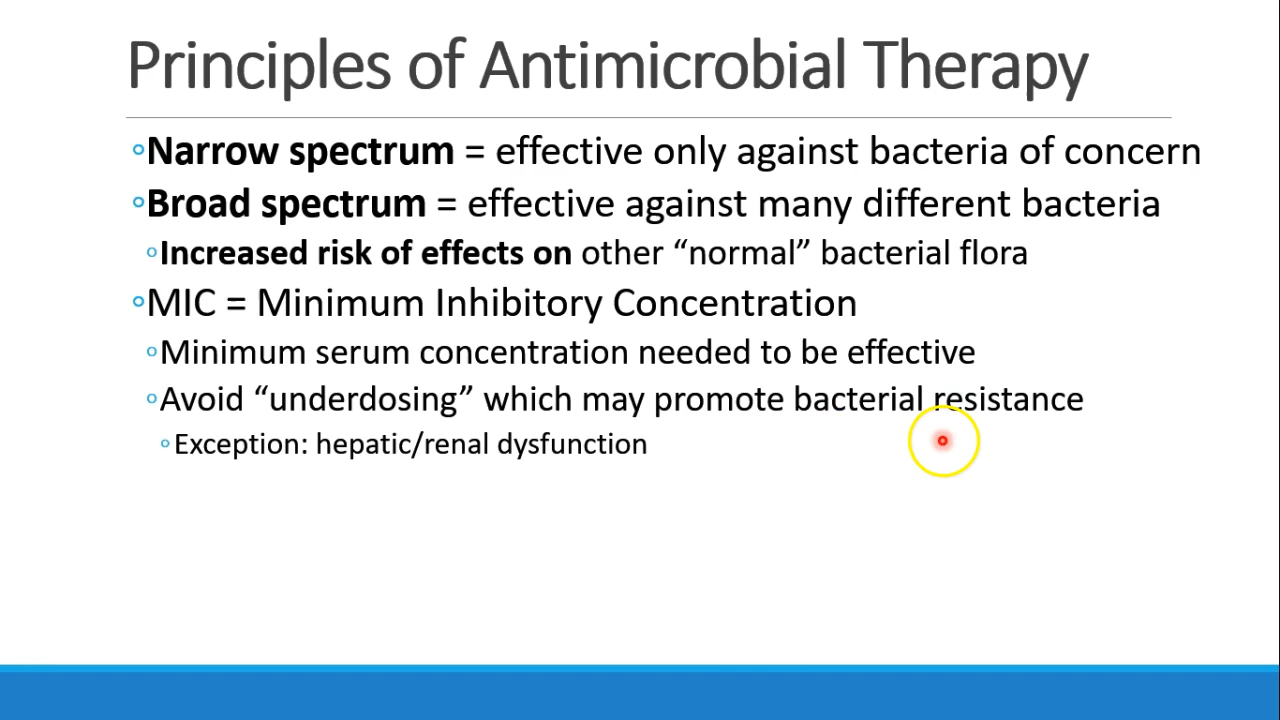 Principles of Antimicrobial Therapy
◦Narrow spectrum = effective only against bacteria of concern
◦Broad spectrum = effective against many different bacteria
◦Increased risk of effects on other “normal” bacterial flora
◦MIC = Minimum Inhibitory Concentration
◦Minimum serum concentration needed to be effective
◦Avoid “underdosing” which may promote bacterial resistance
◦Exception: hepatic/renal dysfunction